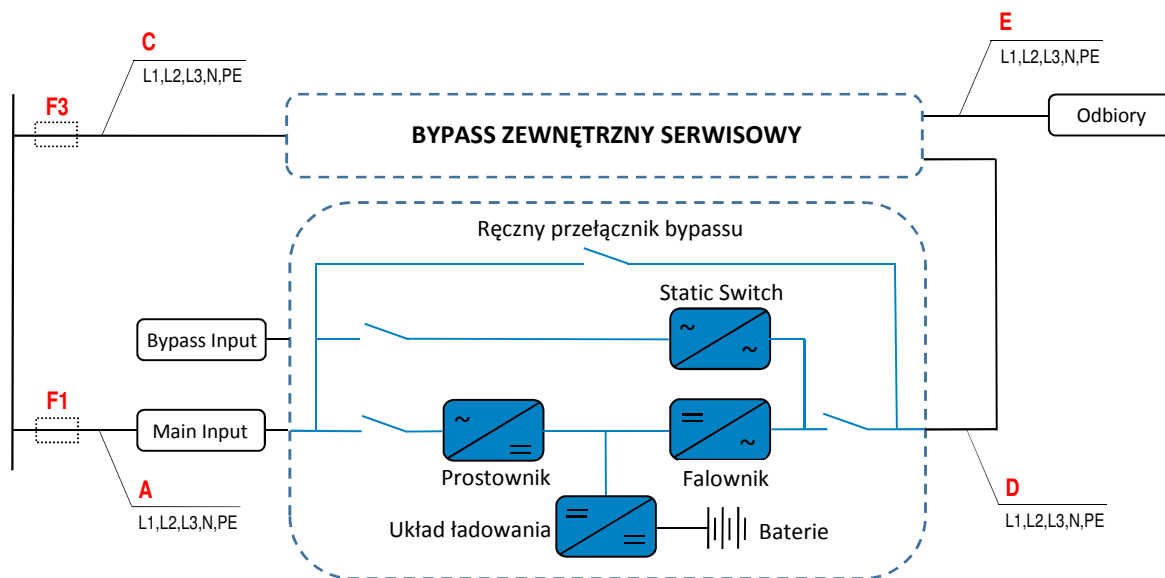 C
L1,L2,L3,N,PE
E
L1,L2,L3,N,PE
F3
BYPASS ZEWNĘTRZNY SERWISOWY
Odbiory
Ręczny przełącznik bypassu
Static Switch
~
~
Bypass Input
F1
Main Input
~
~
Prostownik
Falownik
A
L1,L2,L3,N,PE
Układ ładowania
Baterie
D
L1,L2,L3,N,PE